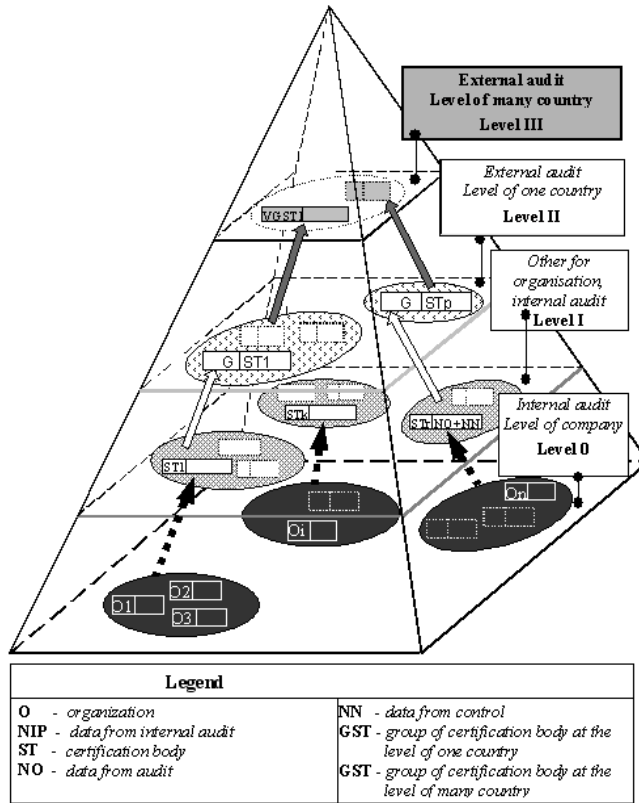 External audit
Level of many country
Level III
External audit
Level of one country
Level II
Other for
organisation,
internal audit
Level I
Internal audit
Level of company
Level 0
VGST1
G STp
G ST1
STk
STr NO+NN
ST1
On
Oi
O1
O2
O3
Legend
O - organization
NIP - data from internal audit
ST - certification body
NO - data from audit
NN - data from control
GST - group of certification body at the
level of one country
GST - group of certification body at the
level of many country